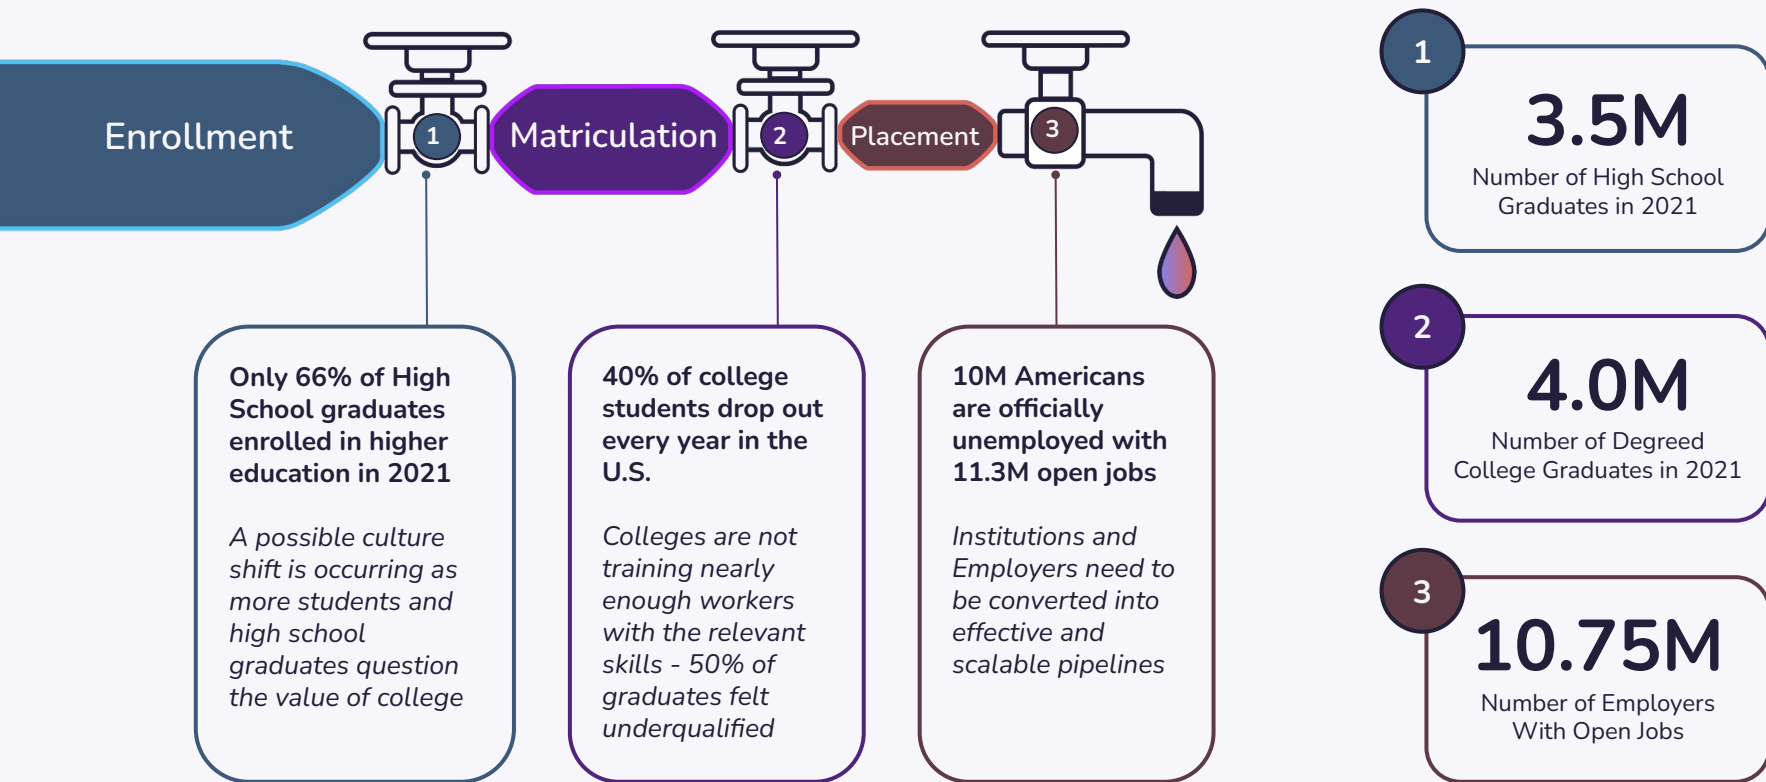 Enrollment
1
Matriculation
2
Placement
3
Only 66% of High
School graduates
enrolled in higher
education in 2021
A possible culture
shift is occurring as
more students and
high school
graduates question
the value of college
40% of college
students drop out
every year in the
U.S.
Colleges are not
training nearly
enough workers
with the relevant
skills - 50% of
graduates felt
underqualified
10M Americans
are officially
unemployed with
11.3M open jobs
Institutions and
Employers need to
be converted into
effective and
scalable pipelines
1
3.5M
Number of High School
Graduates in 2021
2
4.0M
Number of Degreed
College Graduates in 2021
3
10.75M
Number of Employers
With Open Jobs